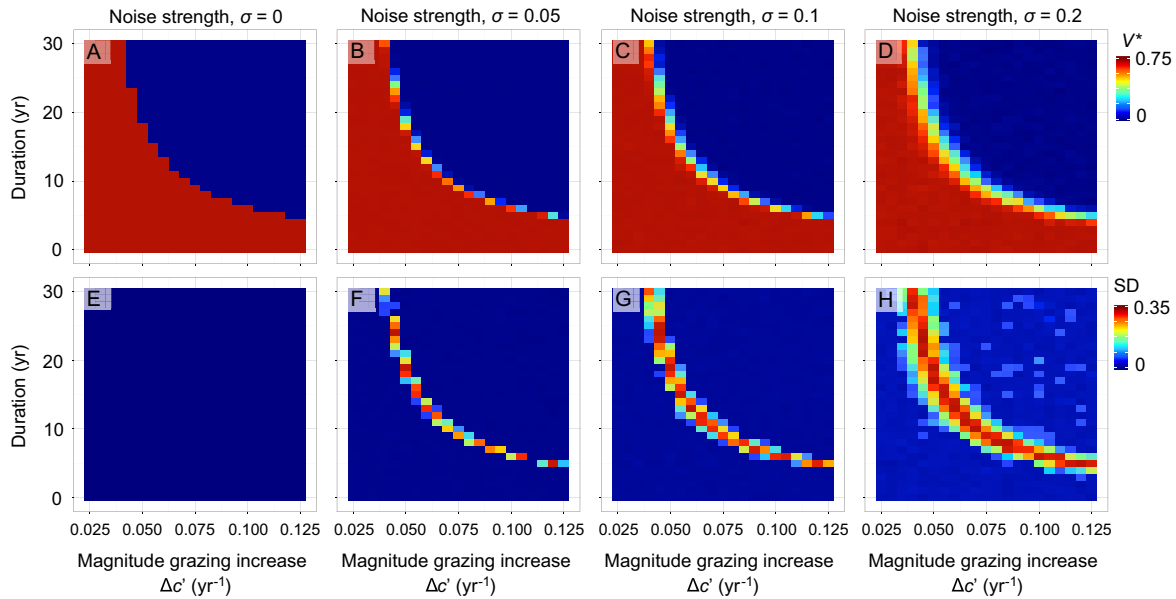 Noise strength, σ = 0
Noise strength, σ = 0.05
Noise strength, σ = 0.1
Noise strength, σ = 0.2
A
B
C
D
V*
0.75
0
30
20
10
0
Duration (yr)
E
F
G
H
SD
0.35
0
30
20
10
0
Duration (yr)
0.025 0.050 0.075 0.100 0.125
0.025 0.050 0.075 0.100 0.125
0.025 0.050 0.075 0.100 0.125
0.025 0.050 0.075 0.100 0.125
Magnitude grazing increase
Δc' (yr⁻¹)
Magnitude grazing increase
Δc' (yr⁻¹)
Magnitude grazing increase
Δc' (yr⁻¹)
Magnitude grazing increase
Δc' (yr⁻¹)